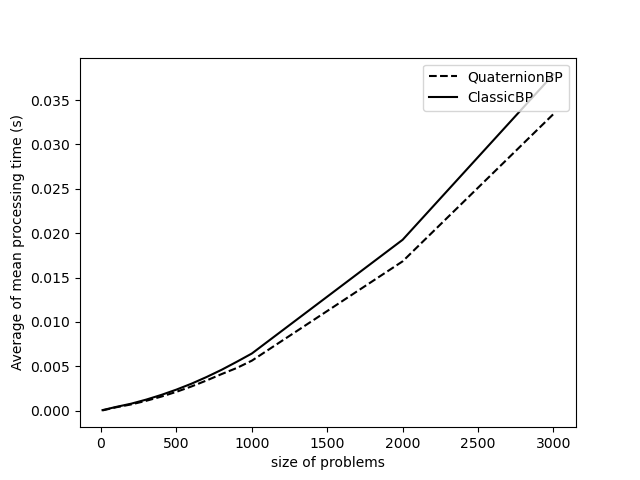 QuaternionBP
ClassicBP
Average of mean processing time (s)
0.035
0.030
0.025
0.020
0.015
0.010
0.005
0.000
0 500 1000 1500 2000 2500 3000
size of problems